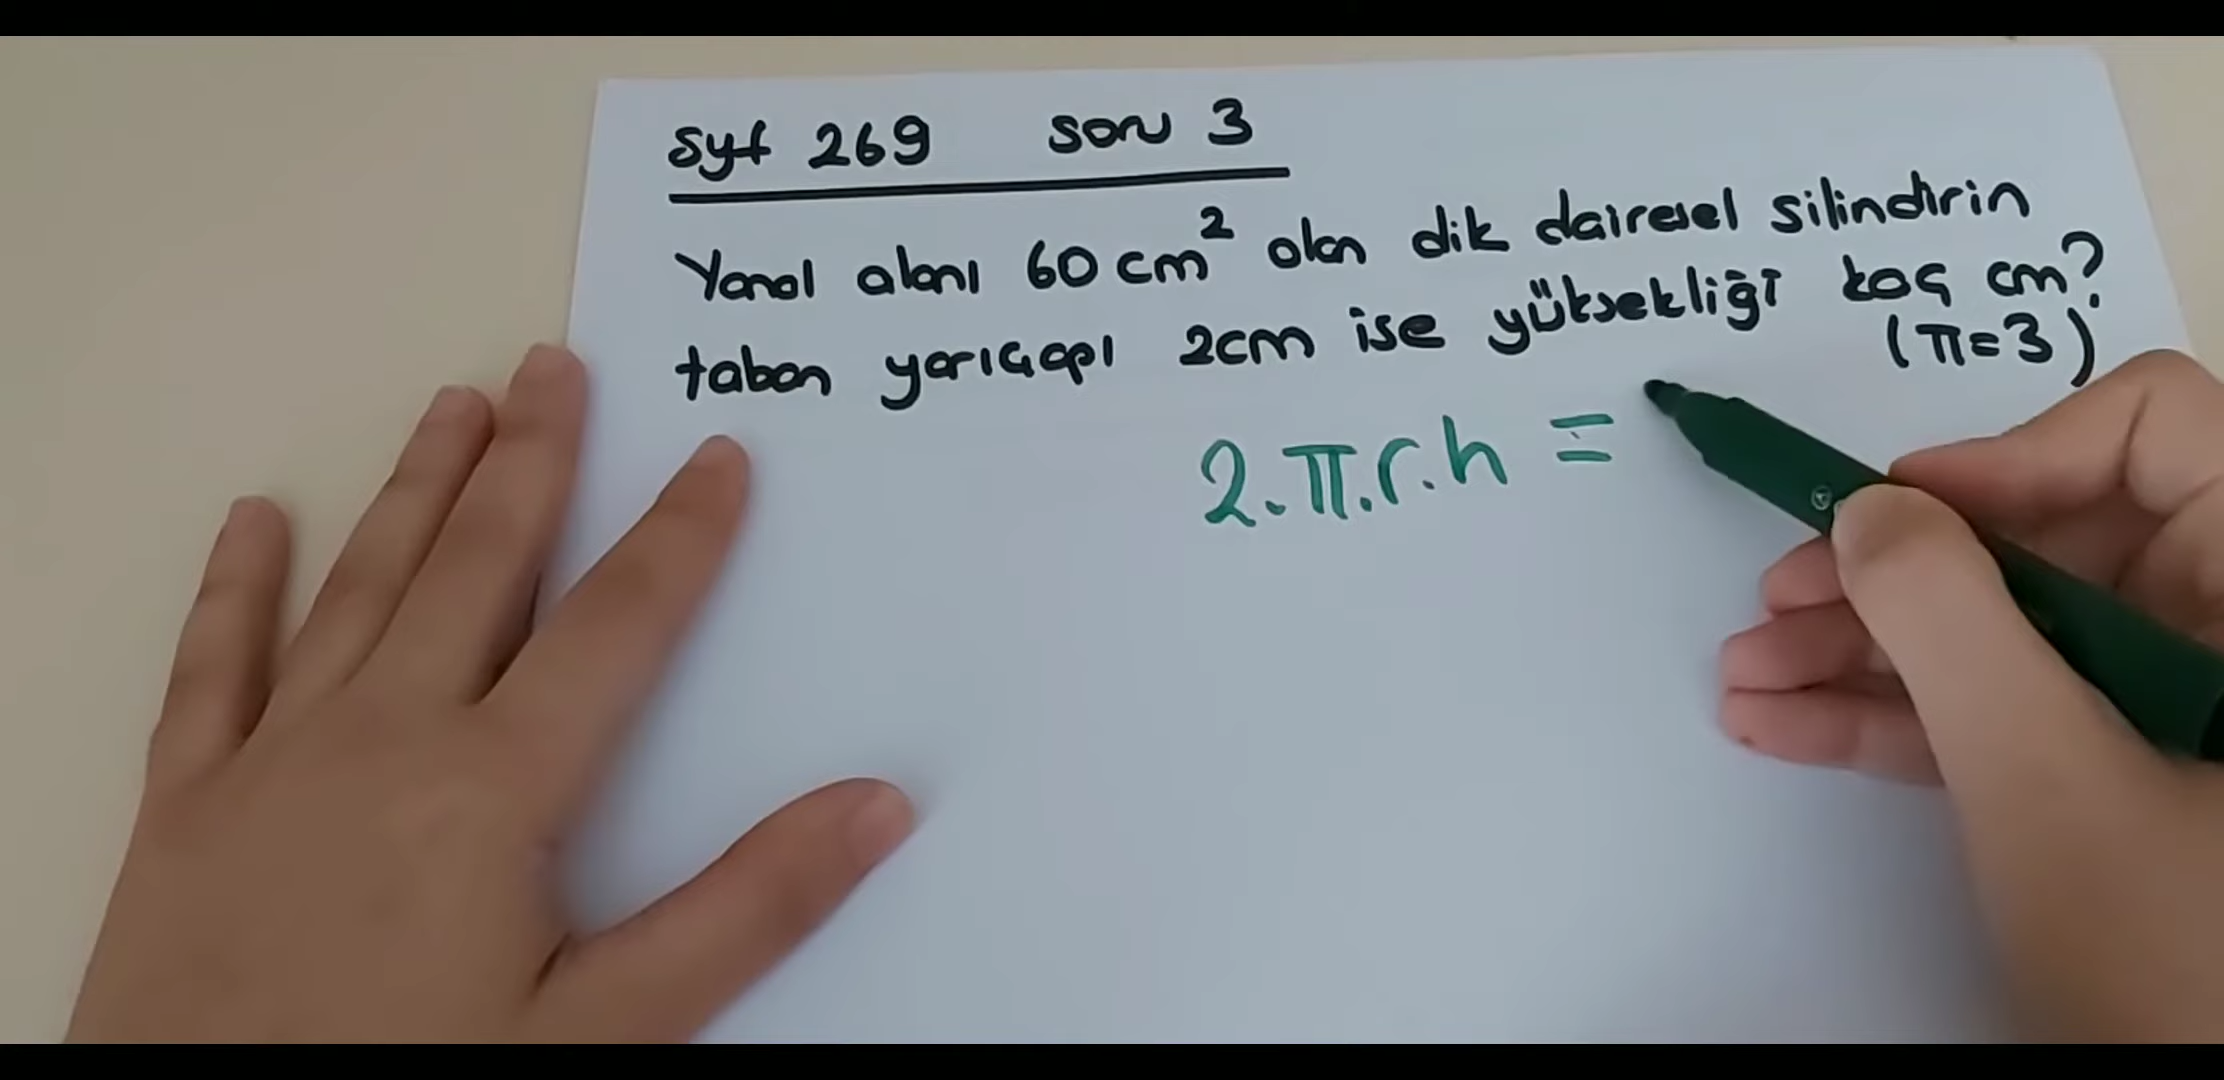 Syf 269 Soru 3
Yanal alanı 60 cm² olan dik dairesel silindirin
taban yarıçapı 2cm ise yüksekliği kaç cm?
(π=3)
2.π.r.h =